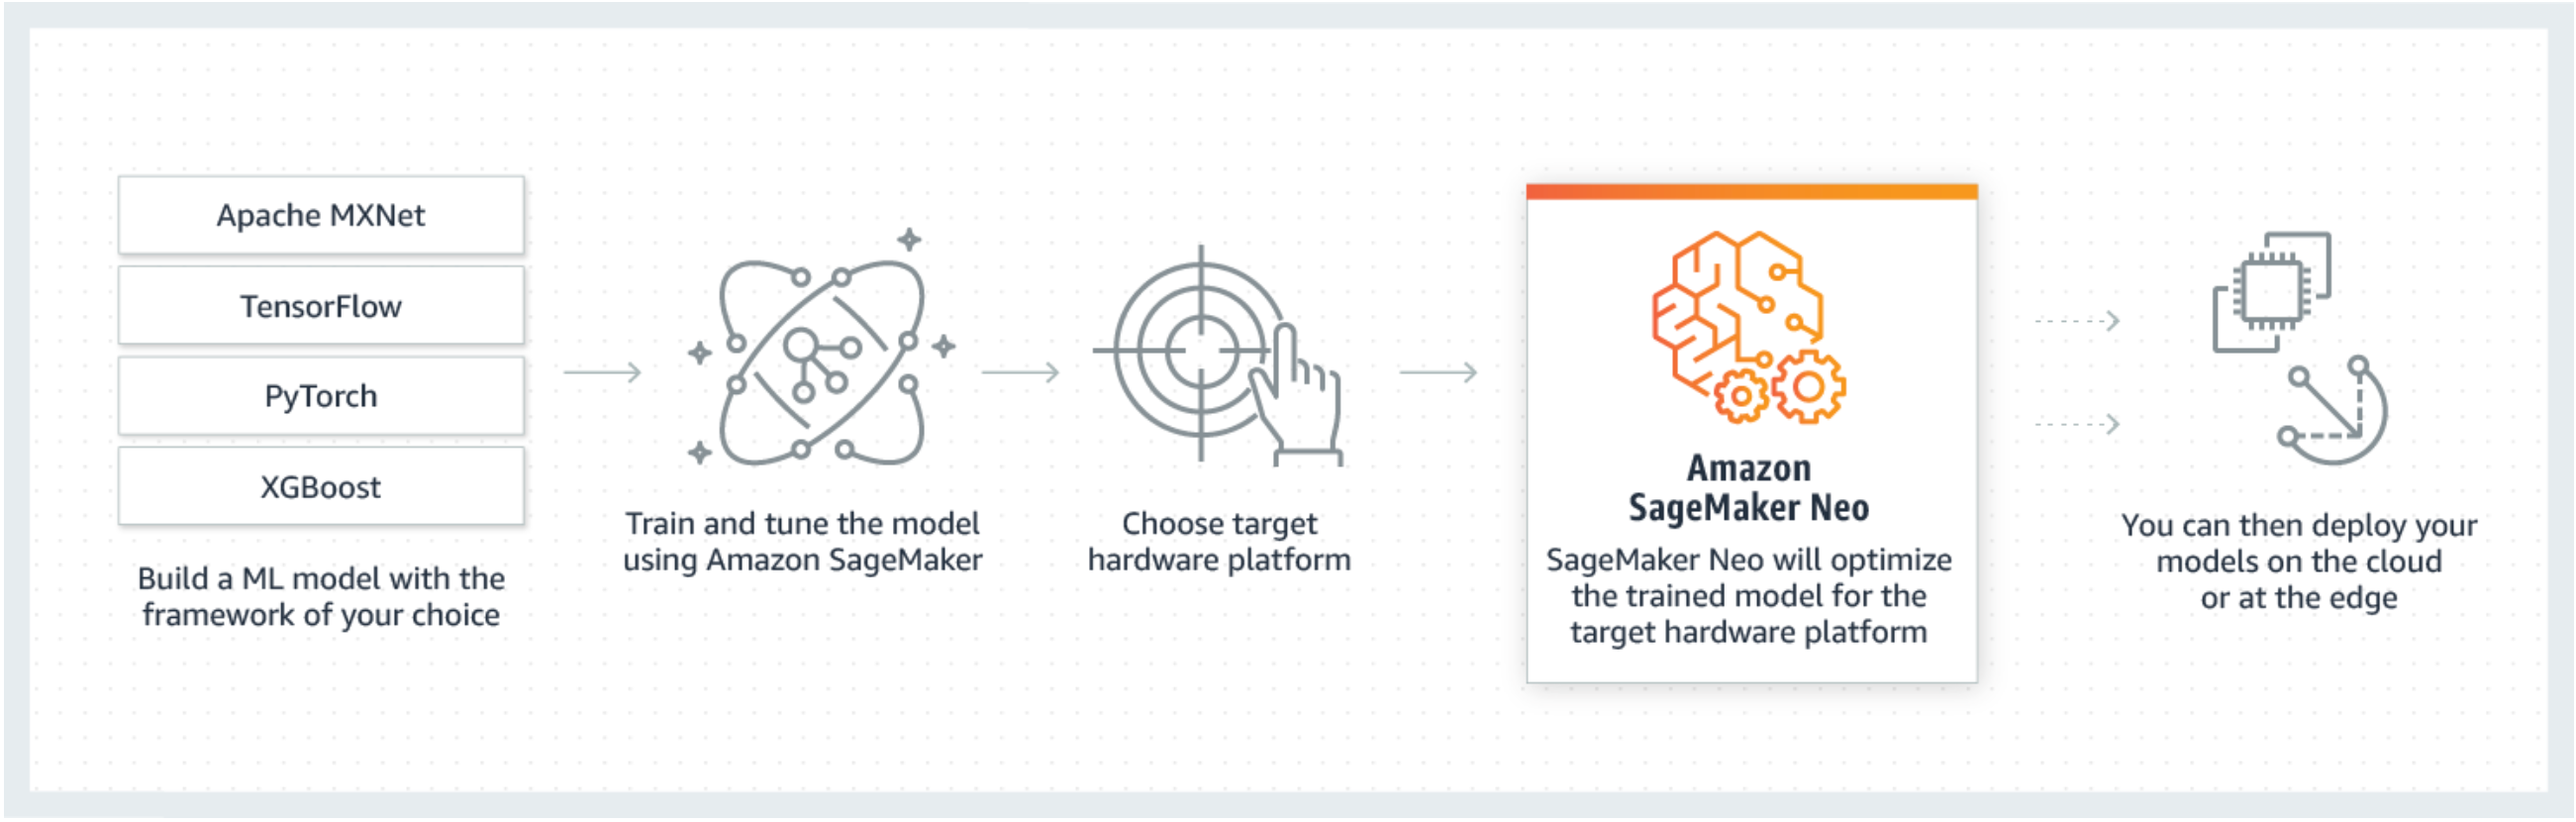 Apache MXNet
TensorFlow
PyTorch
XGBoost
Build a ML model with the
framework of your choice
Train and tune the model
using Amazon SageMaker
Choose target
hardware platform
Amazon
SageMaker Neo
SageMaker Neo will optimize
the trained model for the
target hardware platform
You can then deploy your
models on the cloud
or at the edge